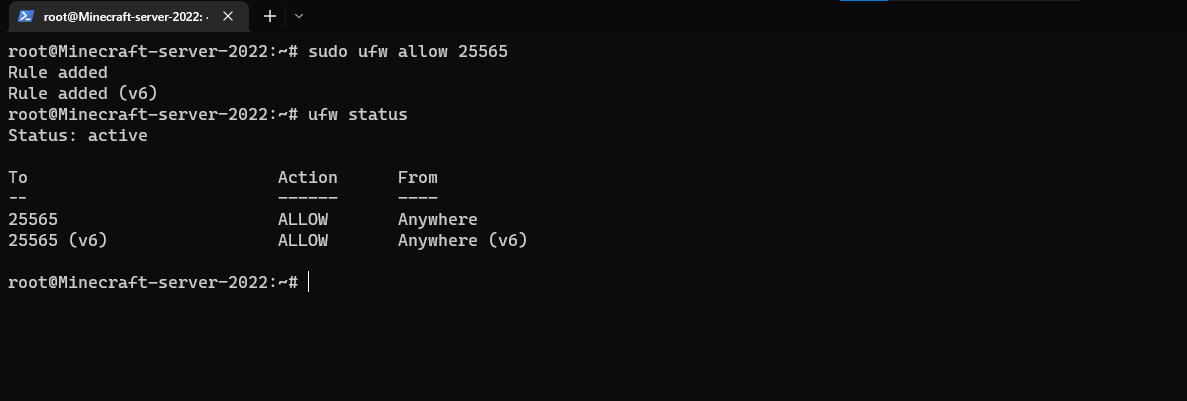 root@Minecraft-server-2022: ·
root@Minecraft-server-2022:~# sudo ufw allow 25565
Rule added
Rule added (v6)
root@Minecraft-server-2022:~# ufw status
Status: active
To Action From
-- ------ ----
25565 ALLOW Anywhere
25565 (v6) ALLOW Anywhere (v6)
root@Minecraft-server-2022:~#